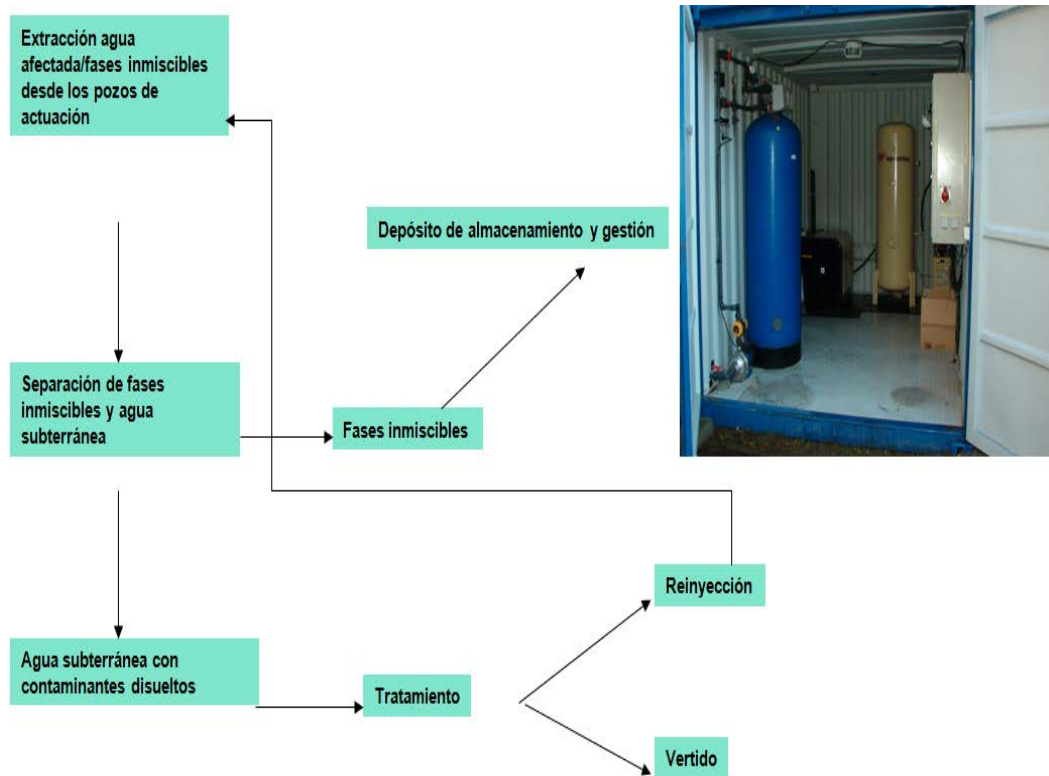 Extracción agua
afectada/fases inmiscibles
desde los pozos de
actuación
Depósito de almacenamiento y gestión
Separación de fases
inmiscibles y agua
subterránea
Fases inmiscibles
Reinyección
Agua subterránea con
contaminantes disueltos
Tratamiento
Vertido